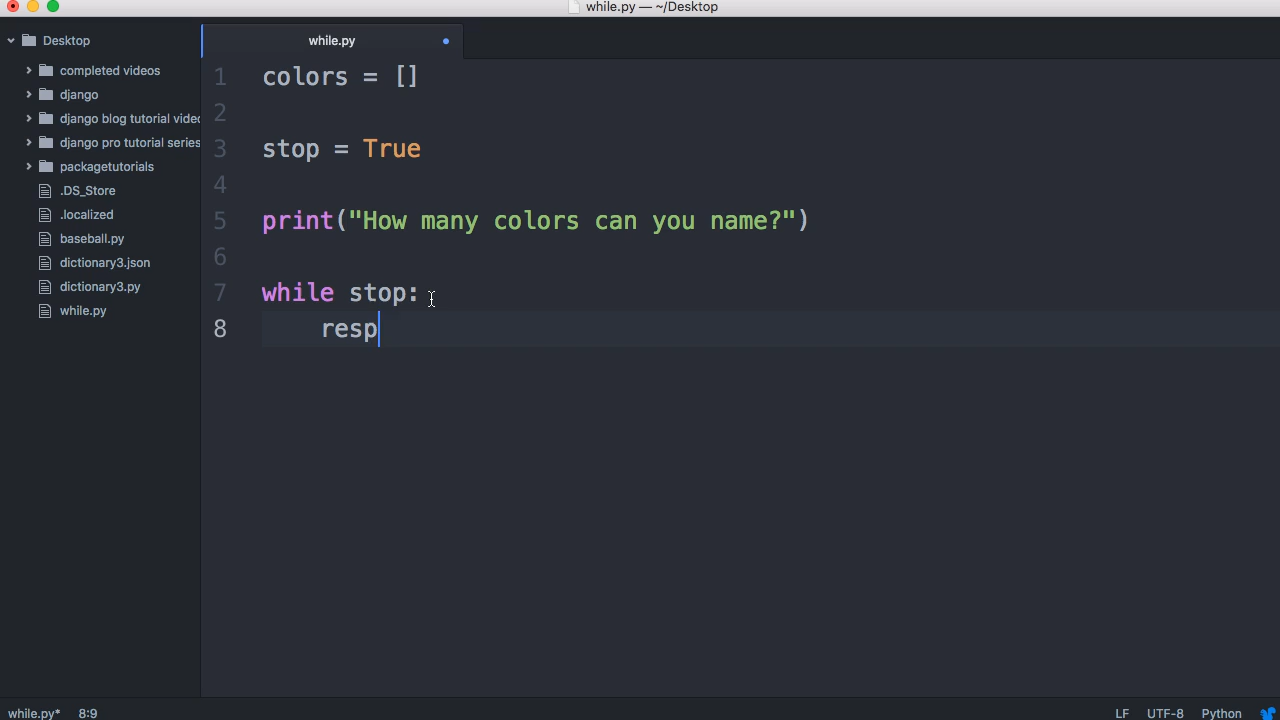 while.py — ~/Desktop
Desktop
completed videos
django
django blog tutorial video
django pro tutorial series
packagetutorials
.DS_Store
.localized
baseball.py
dictionary3.json
dictionary3.py
while.py
while.py
1 colors = []
2
3 stop = True
4
5 print("How many colors can you name?")
6
7 while stop:
8 resp
while.py* 8:9
LF UTF-8 Python